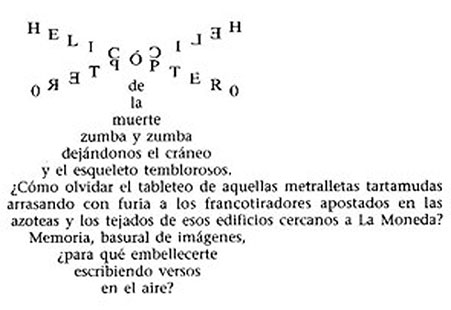 H E L I C Ó C I L E H
O R E T P P T E R O
de
la
muerte
zumba y zumba
dejándonos el cráneo
y el esqueleto temblorosos.
¿Cómo olvidar el tableteo de aquellas metralletas tartamudas
arrasando con furia a los francotiradores apostados en las
azoteas y los tejados de esos edificios cercanos a La Moneda?
Memoria, basural de imágenes,
¿para qué embellecerte
escribiendo versos
en el aire?